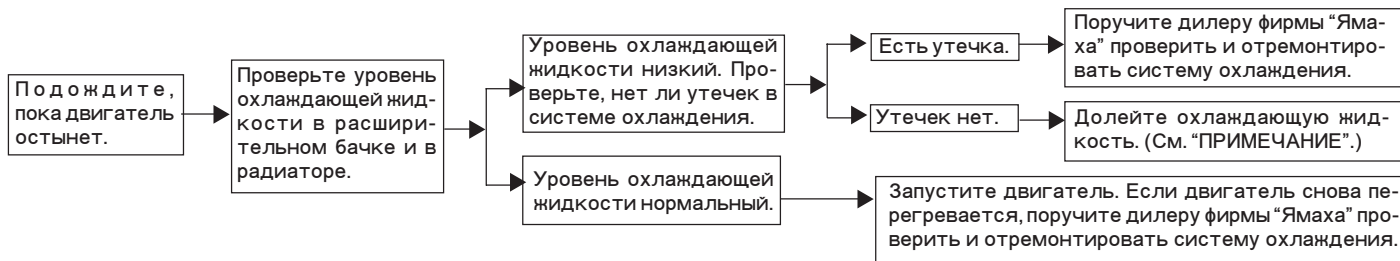 Подождите,
пока двигатель
остынет.
Проверьте уровень
охлаждающей жид-
кости в расшири-
тельном бачке и в
радиаторе.
Уровень охлаждающей
жидкости низкий. Про-
верьте, нет ли утечек в
системе охлаждения.
Есть утечка.
Поручите дилеру фирмы “Яма-
ха” проверить и отремонтиро-
вать систему охлаждения.
Утечек нет.
Долейте охлаждающую жид-
кость. (См. “ПРИМЕЧАНИЕ”.)
Уровень охлаждающей
жидкости нормальный.
Запустите двигатель. Если двигатель снова пе-
регревается, поручите дилеру фирмы “Ямаха” про-
верить и отремонтировать систему охлаждения.